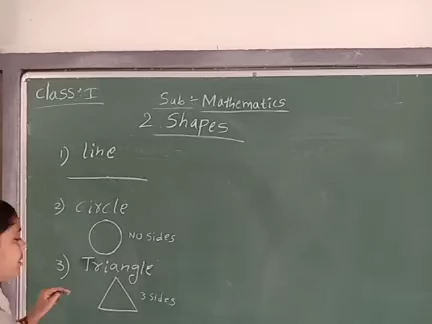 Class:-I
Sub:- Mathematics
2. Shapes
1) line
2) Circle
No Sides
3) Triangle
3 Sides